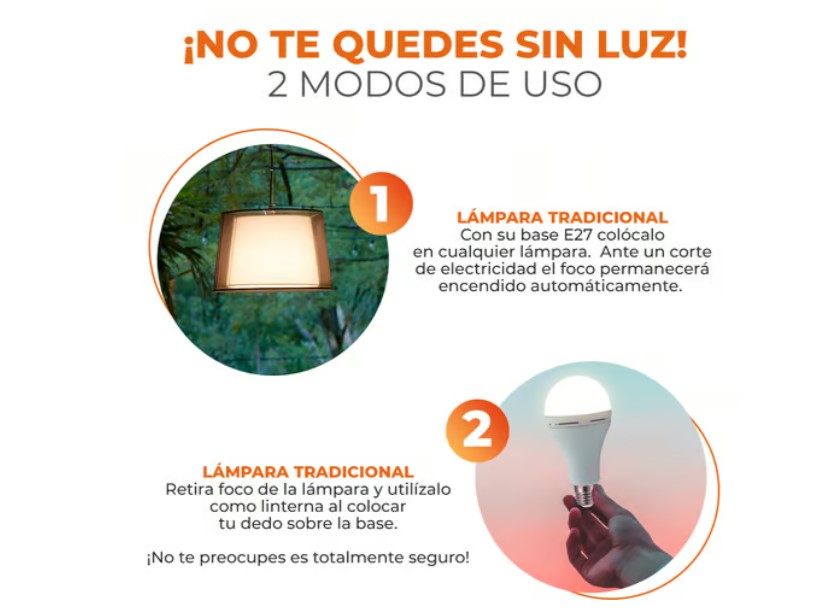 ¡NO TE QUEDES SIN LUZ!
2 MODOS DE USO
1
LÁMPARA TRADICIONAL
Con su base E27 colócalo
en cualquier lámpara. Ante un corte
de electricidad el foco permanecerá
encendido automáticamente.
2
LÁMPARA TRADICIONAL
Retira foco de la lámpara y utilízalo
como linterna al colocar
tu dedo sobre la base.
¡No te preocupes es totalmente seguro!